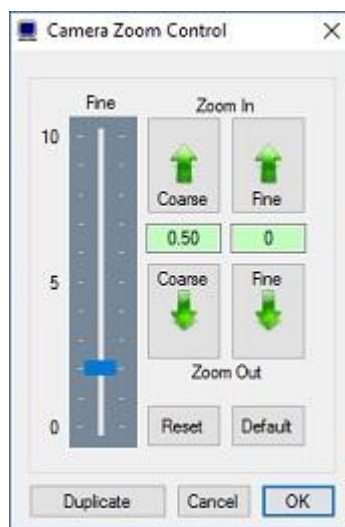 Camera Zoom Control
Fine
Zoom In
10
5
0
Coarse
Fine
0.50
0
Coarse
Fine
Zoom Out
Reset
Default
Duplicate
Cancel
OK